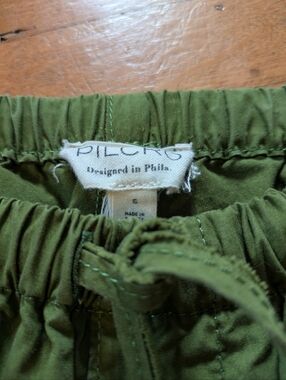 PILCRO
Designed in Phila.
S
MADE IN